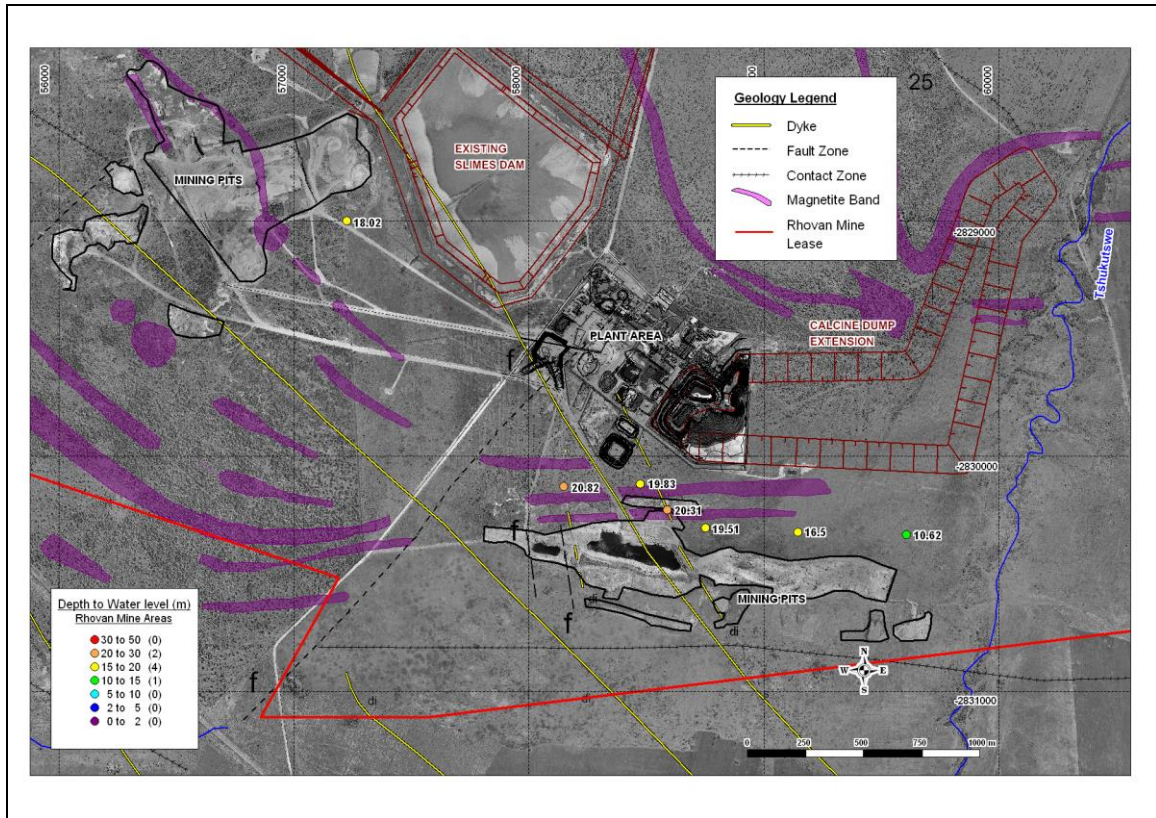 56000
57000
58000
000
60000
25
Geology Legend
Dyke
Fault Zone
Contact Zone
Magnetite Band
Rhovan Mine
Lease
EXISTING
SLIMES DAM
MINING PITS
18.02
-2829000
Tshukutswe
PLANT AREA
CALCINE DUMP
EXTENSION
f
-2830000
20.82
19.83
20.31
19.51
16.5
10.62
f
MINING PITS
di
di
f
f
di
di
N
W E
S
-2831000
Depth to Water level (m)
Rhovan Mine Areas
30 to 50 (0)
20 to 30 (2)
15 to 20 (4)
10 to 15 (1)
5 to 10 (0)
2 to 5 (0)
0 to 2 (0)
0 250 500 750 1000 m